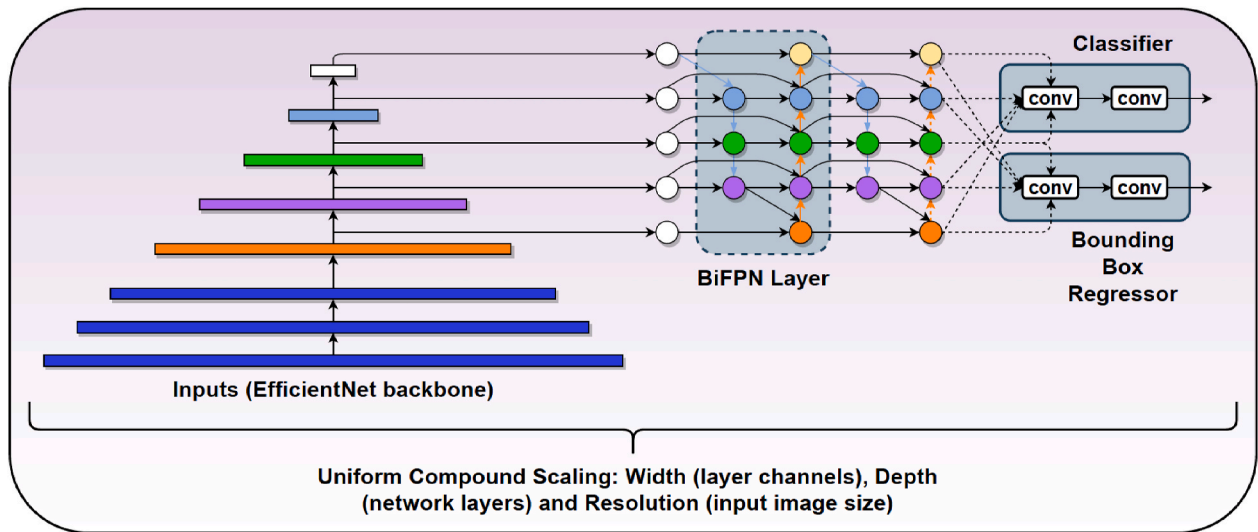 Classifier
conv
conv
conv
conv
BiFPN Layer
Bounding
Box
Regressor
Inputs (EfficientNet backbone)
Uniform Compound Scaling: Width (layer channels), Depth
(network layers) and Resolution (input image size)